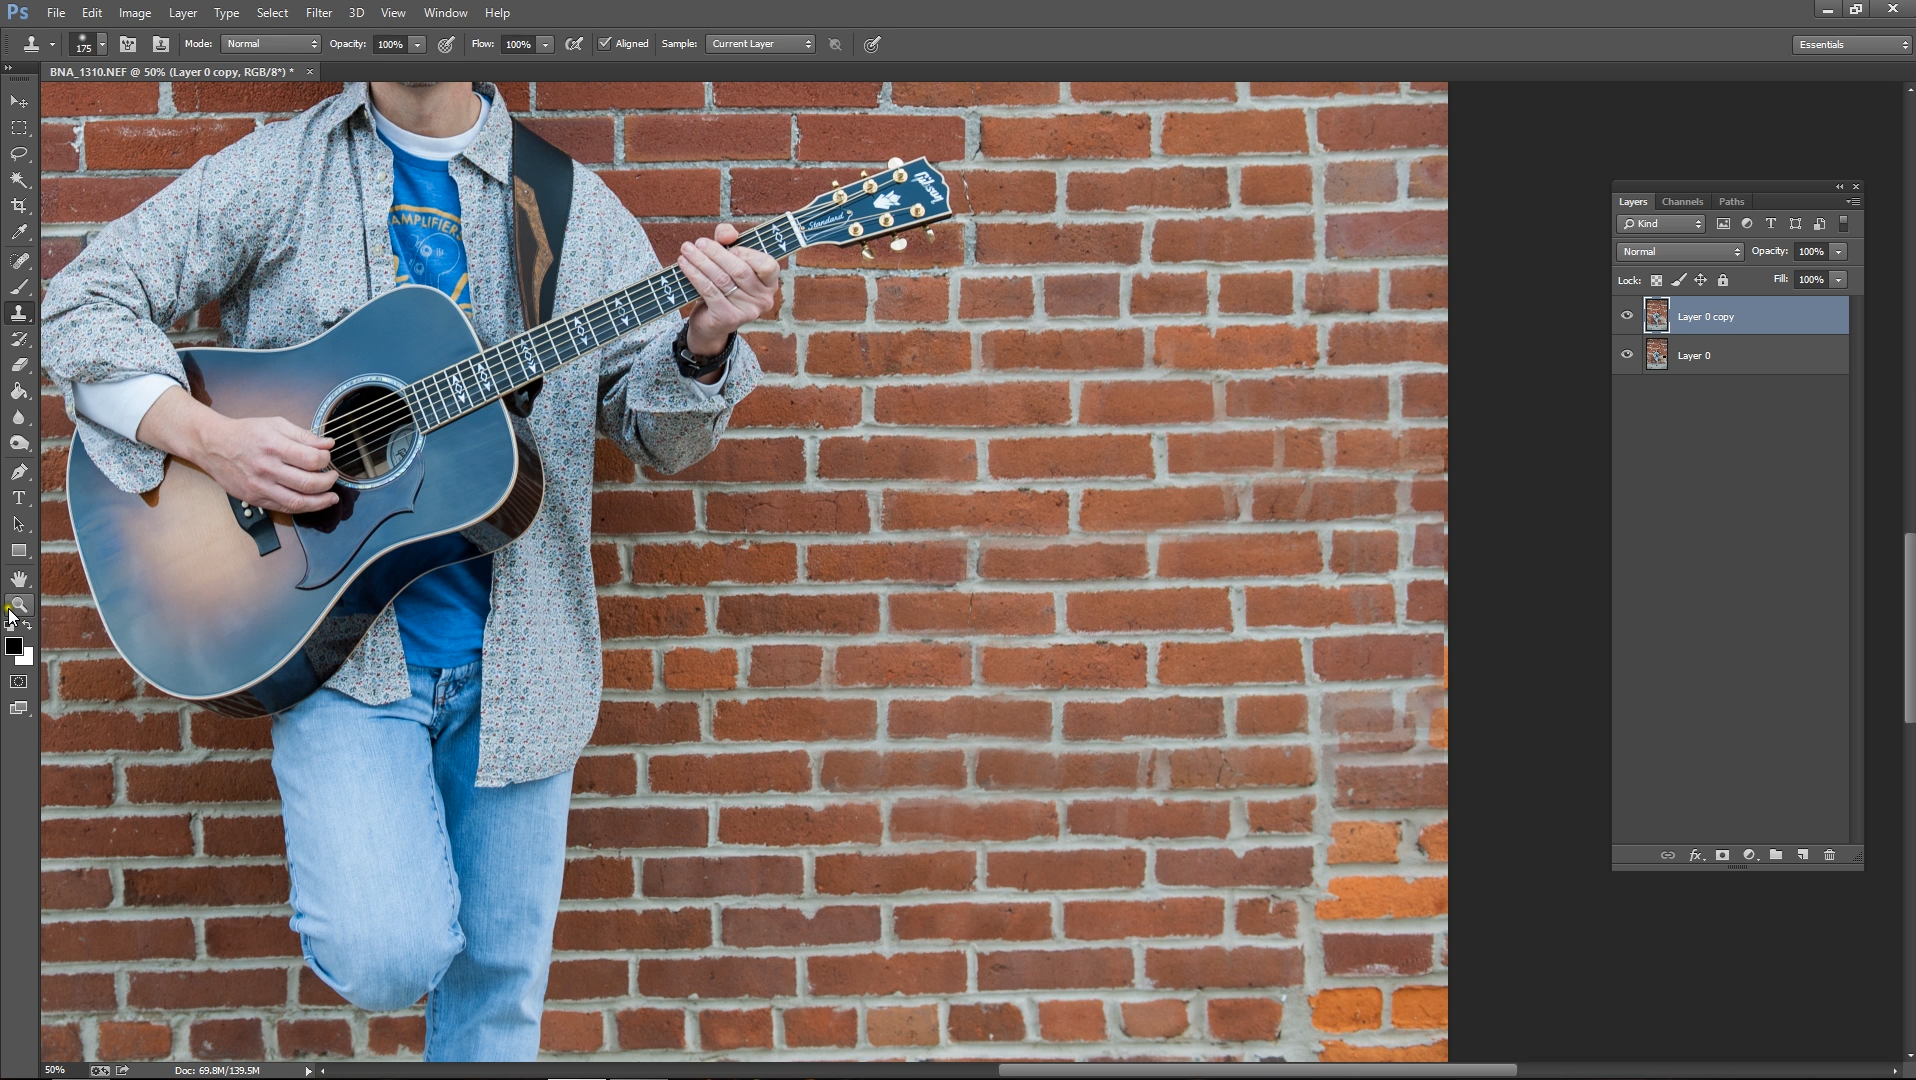 Ps File Edit Image Layer Type Select Filter 3D View Window Help
175 Mode: Normal Opacity: 100% Flow: 100% Aligned Sample: Current Layer Essentials
BNA_1310.NEF @ 50% (Layer 0 copy, RGB/8*) * ×
Gibson
Standard
AMPLIFIER
Layers Channels Paths
Kind
Normal Opacity: 100%
Lock: Fill: 100%
Layer 0 copy
Layer 0
T
fx
50% Doc: 69.8M/139.5M